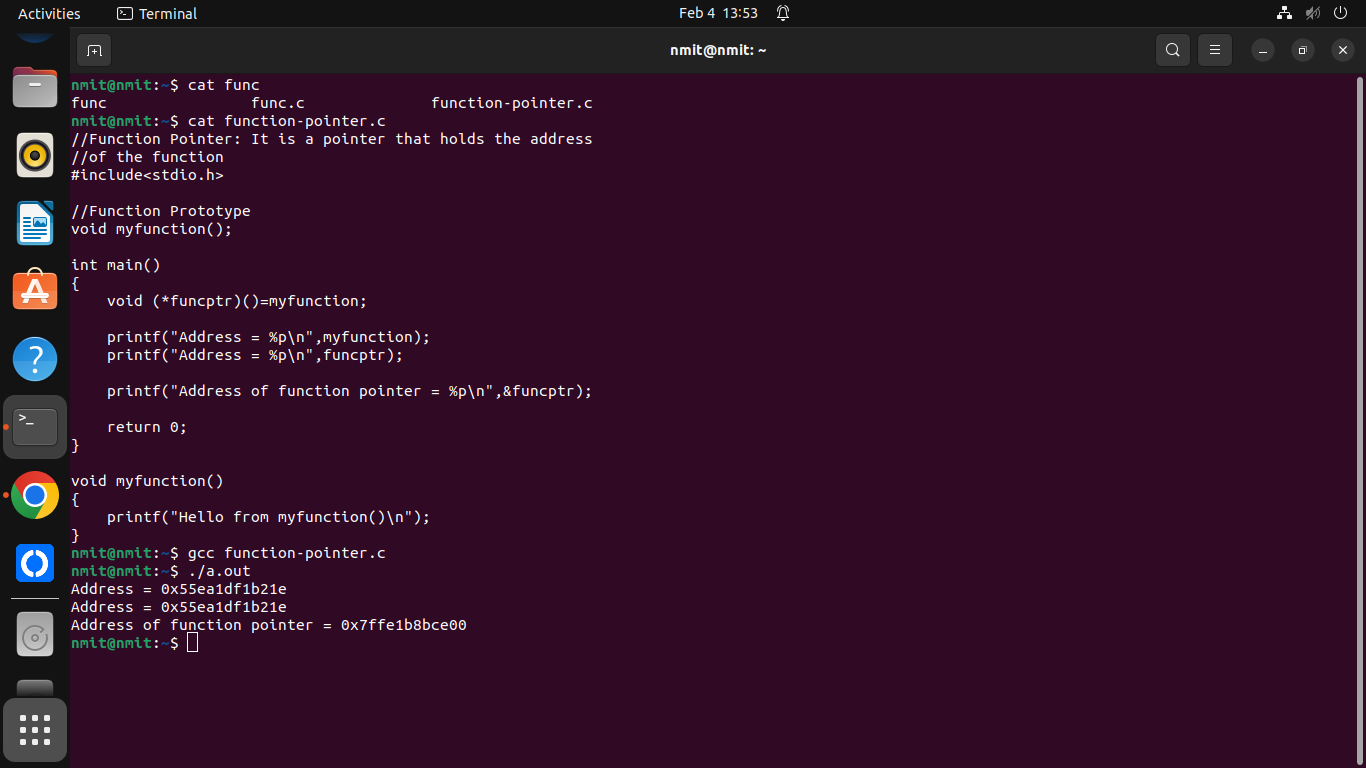 Activities Terminal Feb 4 13:53
nmit@nmit: ~
nmit@nmit:~$ cat func
func func.c function-pointer.c
nmit@nmit:~$ cat function-pointer.c
//Function Pointer: It is a pointer that holds the address
//of the function
#include<stdio.h>
//Function Prototype
void myfunction();
int main()
{
    void (*funcptr)()=myfunction;
    printf("Address = %p\n",myfunction);
    printf("Address = %p\n",funcptr);
    printf("Address of function pointer = %p\n",&funcptr);
    return 0;
}
void myfunction()
{
    printf("Hello from myfunction()\n");
}
nmit@nmit:~$ gcc function-pointer.c
nmit@nmit:~$ ./a.out
Address = 0x55ea1df1b21e
Address = 0x55ea1df1b21e
Address of function pointer = 0x7ffe1b8bce00
nmit@nmit:~$